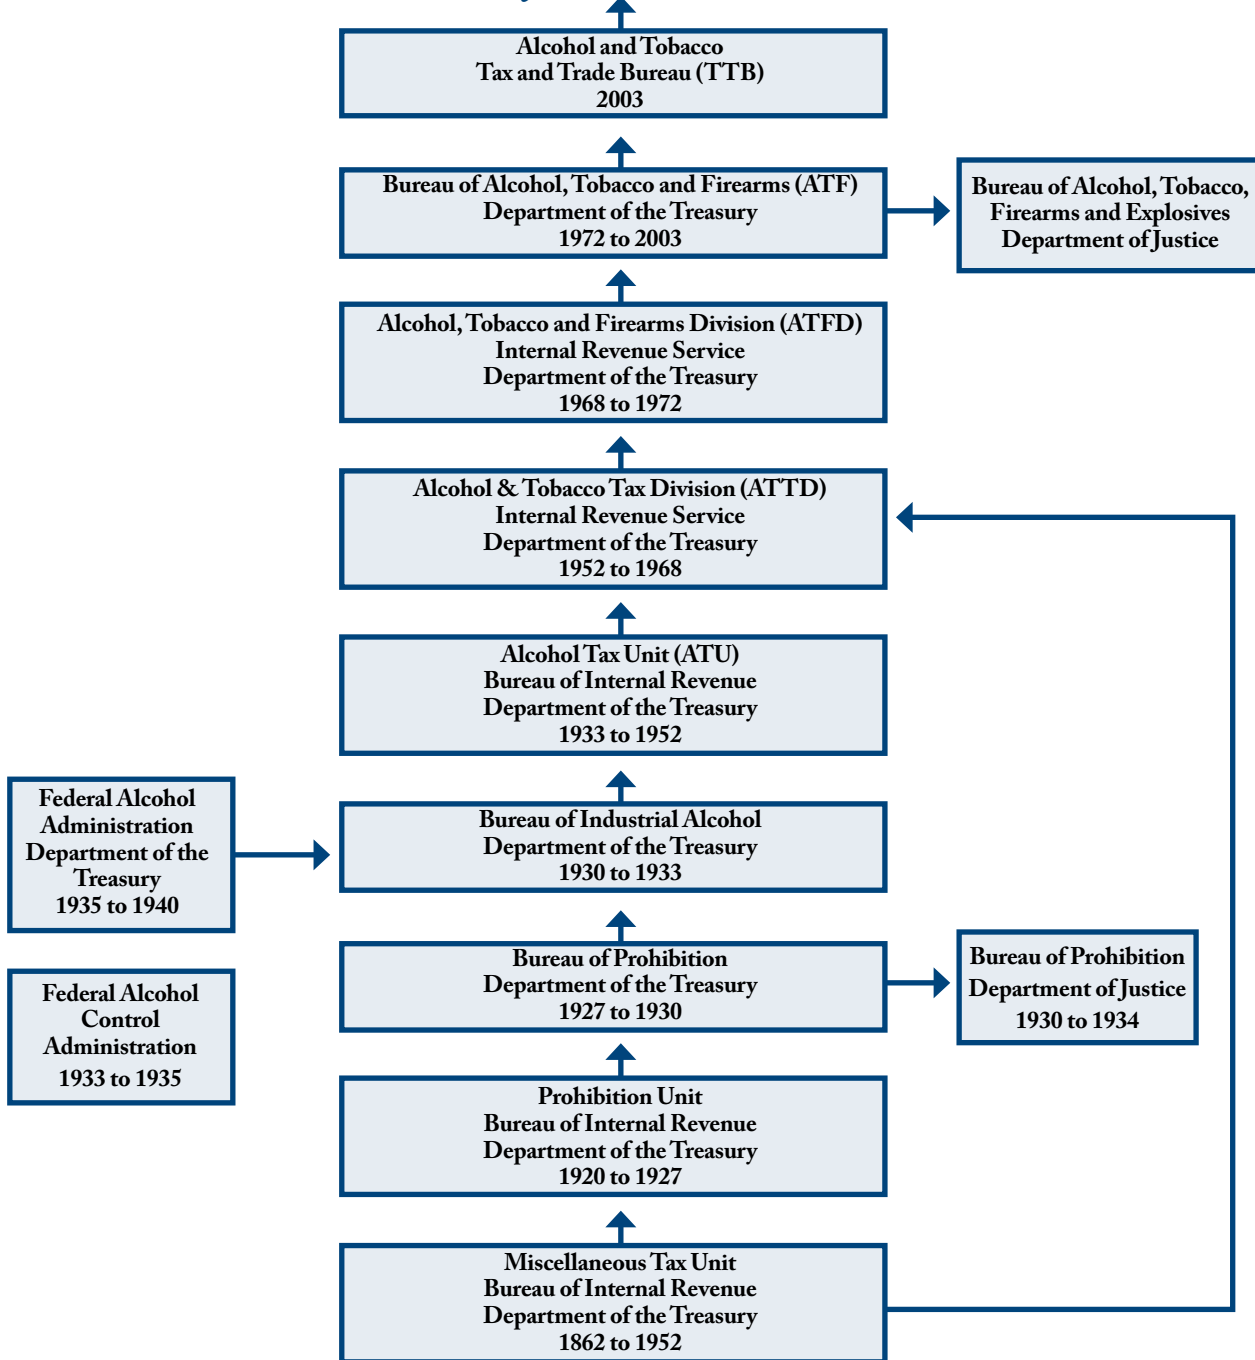 Alcohol and Tobacco
Tax and Trade Bureau (TTB)
2003
Bureau of Alcohol, Tobacco and Firearms (ATF)
Department of the Treasury
1972 to 2003
Bureau of Alcohol, Tobacco,
Firearms and Explosives
Department of Justice
Alcohol, Tobacco and Firearms Division (ATFD)
Internal Revenue Service
Department of the Treasury
1968 to 1972
Alcohol & Tobacco Tax Division (ATTD)
Internal Revenue Service
Department of the Treasury
1952 to 1968
Alcohol Tax Unit (ATU)
Bureau of Internal Revenue
Department of the Treasury
1933 to 1952
Federal Alcohol
Administration
Department of the
Treasury
1935 to 1940
Bureau of Industrial Alcohol
Department of the Treasury
1930 to 1933
Federal Alcohol
Control
Administration
1933 to 1935
Bureau of Prohibition
Department of the Treasury
1927 to 1930
Bureau of Prohibition
Department of Justice
1930 to 1934
Prohibition Unit
Bureau of Internal Revenue
Department of the Treasury
1920 to 1927
Miscellaneous Tax Unit
Bureau of Internal Revenue
Department of the Treasury
1862 to 1952